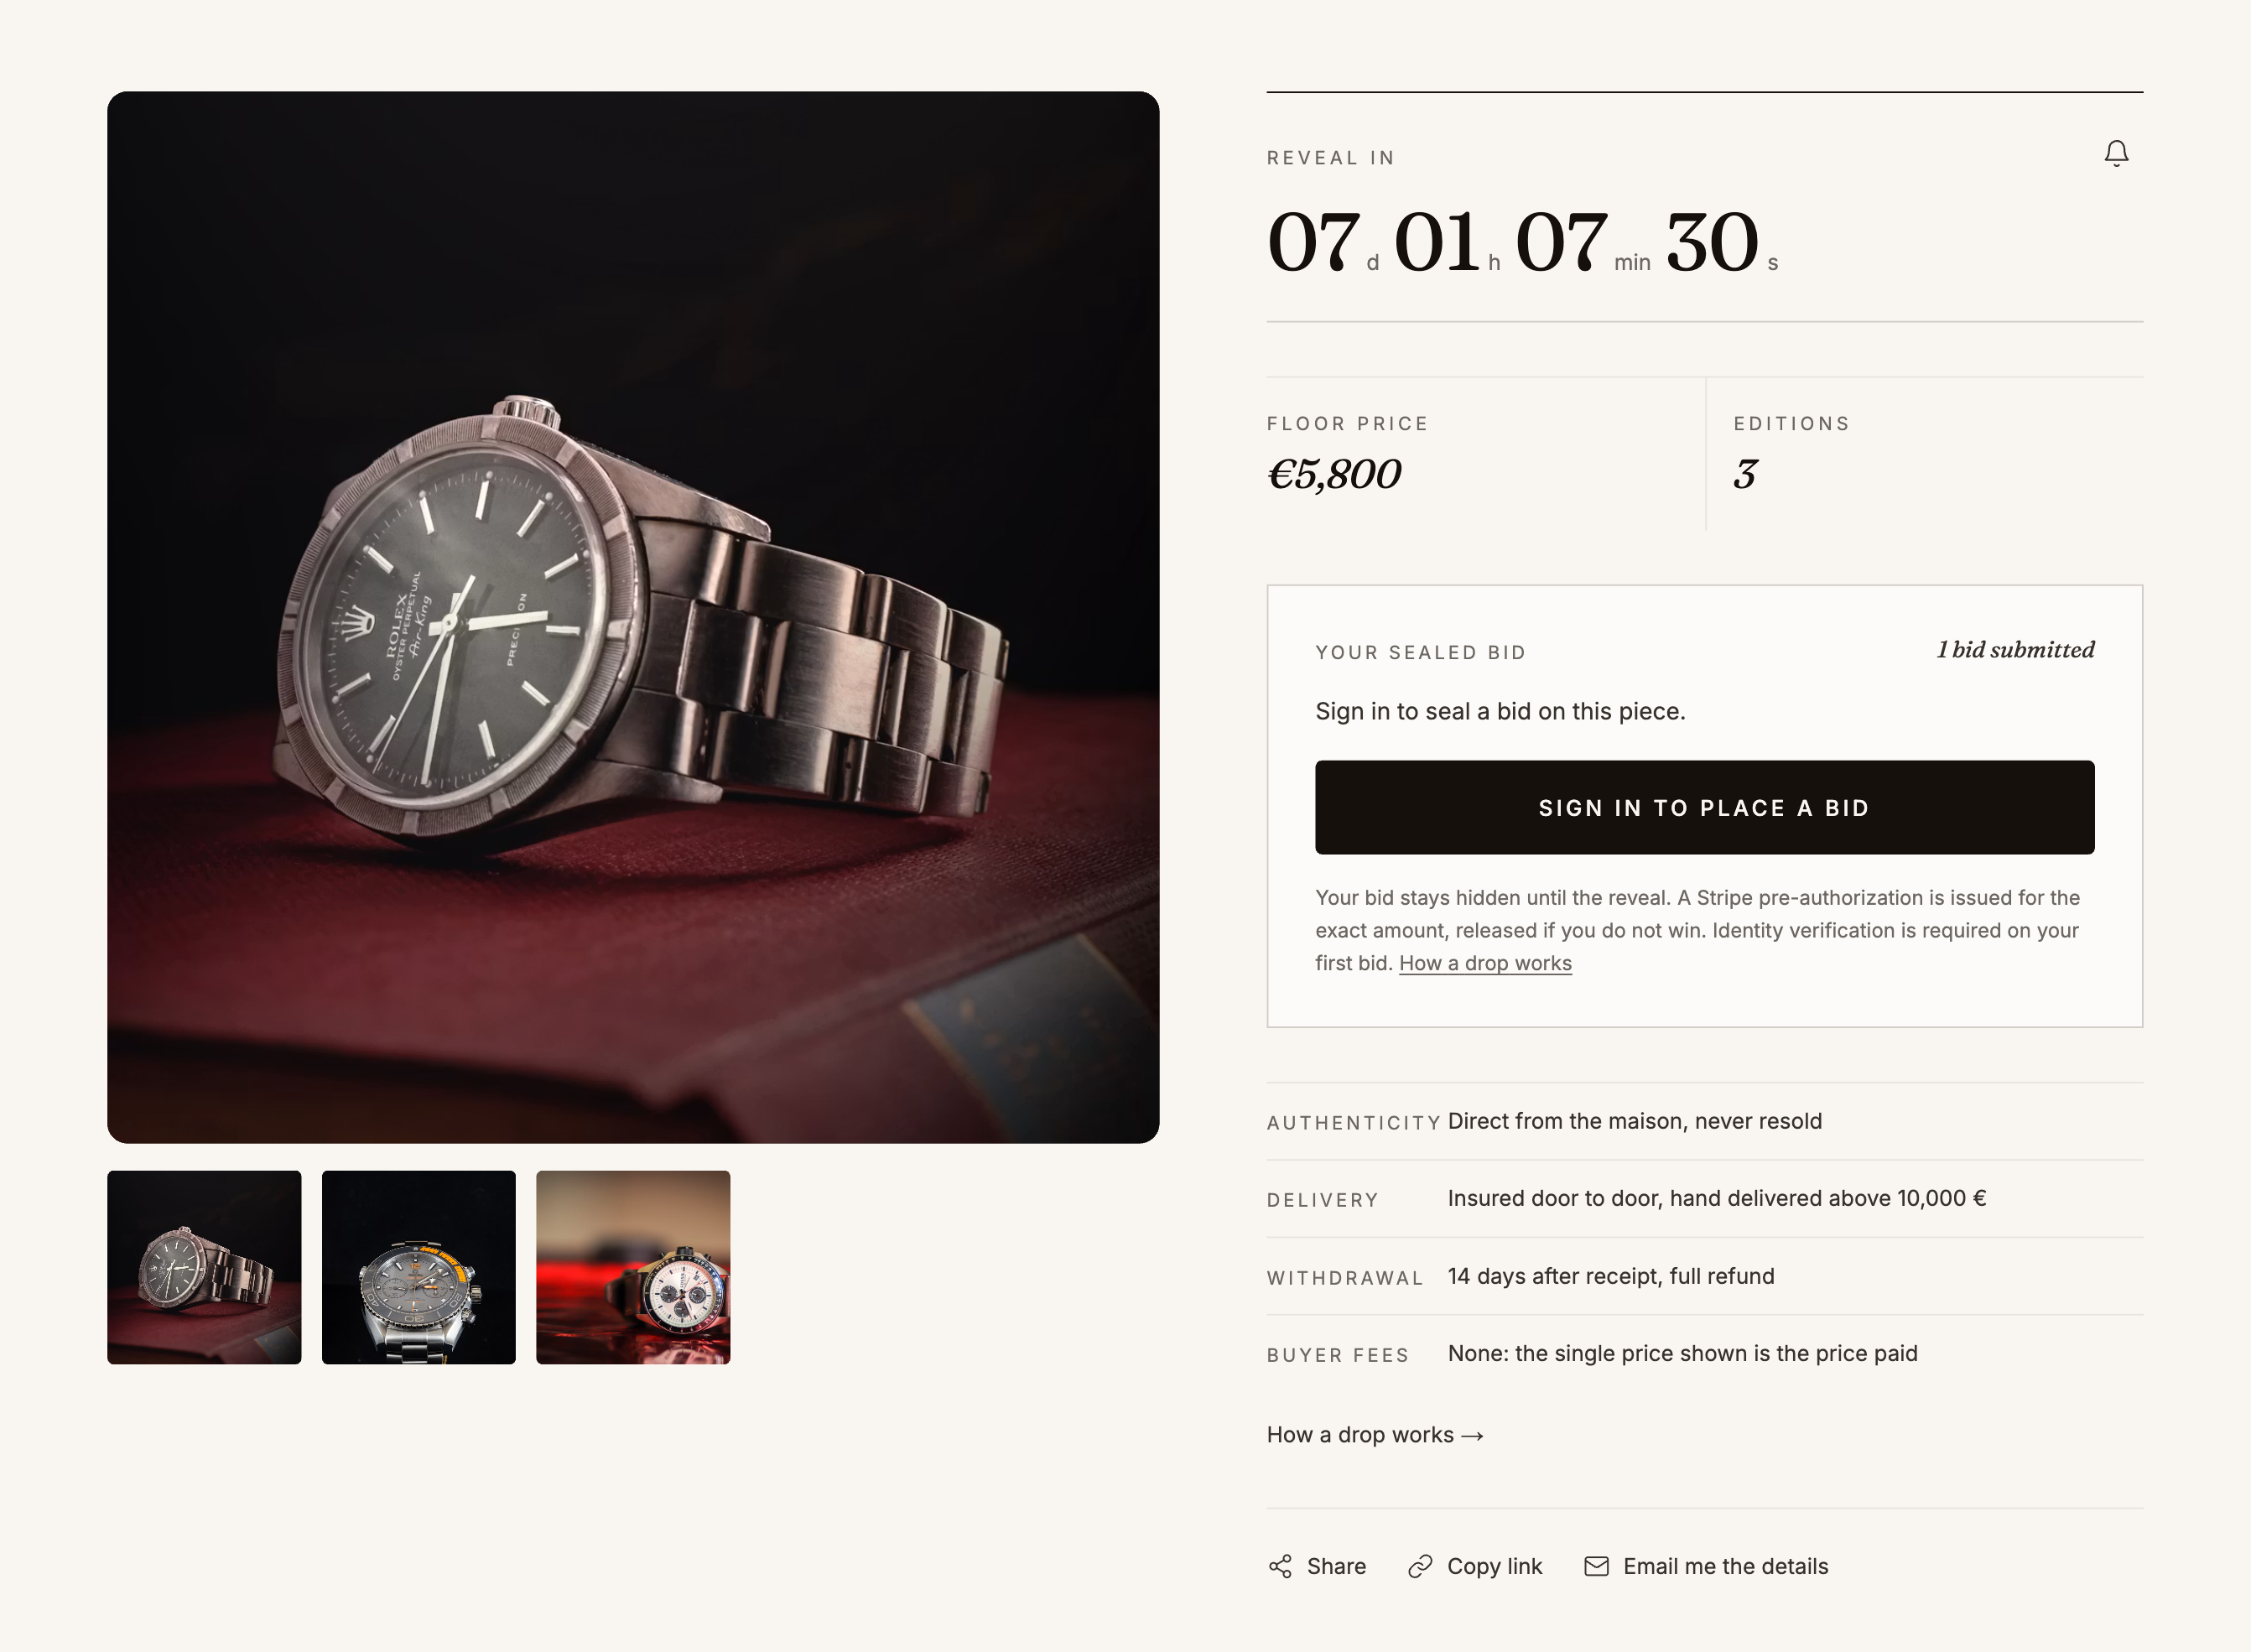 ROLEX
OYSTER PERPETUAL
Air-King
PRECISION
REVEAL IN
07 d 01 h 07 min 30 s
FLOOR PRICE
€5,800
EDITIONS
3
YOUR SEALED BID
1 bid submitted
Sign in to seal a bid on this piece.
SIGN IN TO PLACE A BID
Your bid stays hidden until the reveal. A Stripe pre-authorization is issued for the
exact amount, released if you do not win. Identity verification is required on your
first bid. How a drop works
AUTHENTICITY Direct from the maison, never resold
DELIVERY Insured door to door, hand delivered above 10,000 €
WITHDRAWAL 14 days after receipt, full refund
BUYER FEES None: the single price shown is the price paid
How a drop works →
Share
Copy link
Email me the details